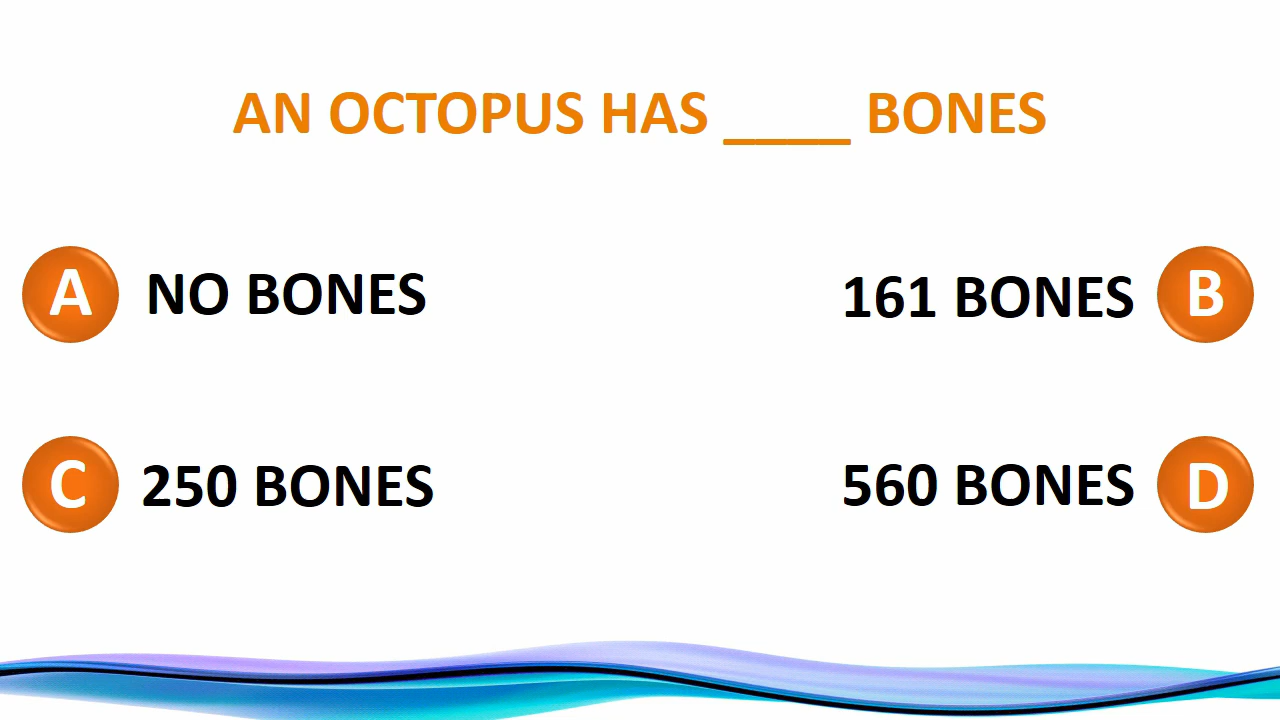 AN OCTOPUS HAS ____ BONES
A NO BONES
161 BONES B
C 250 BONES
560 BONES D